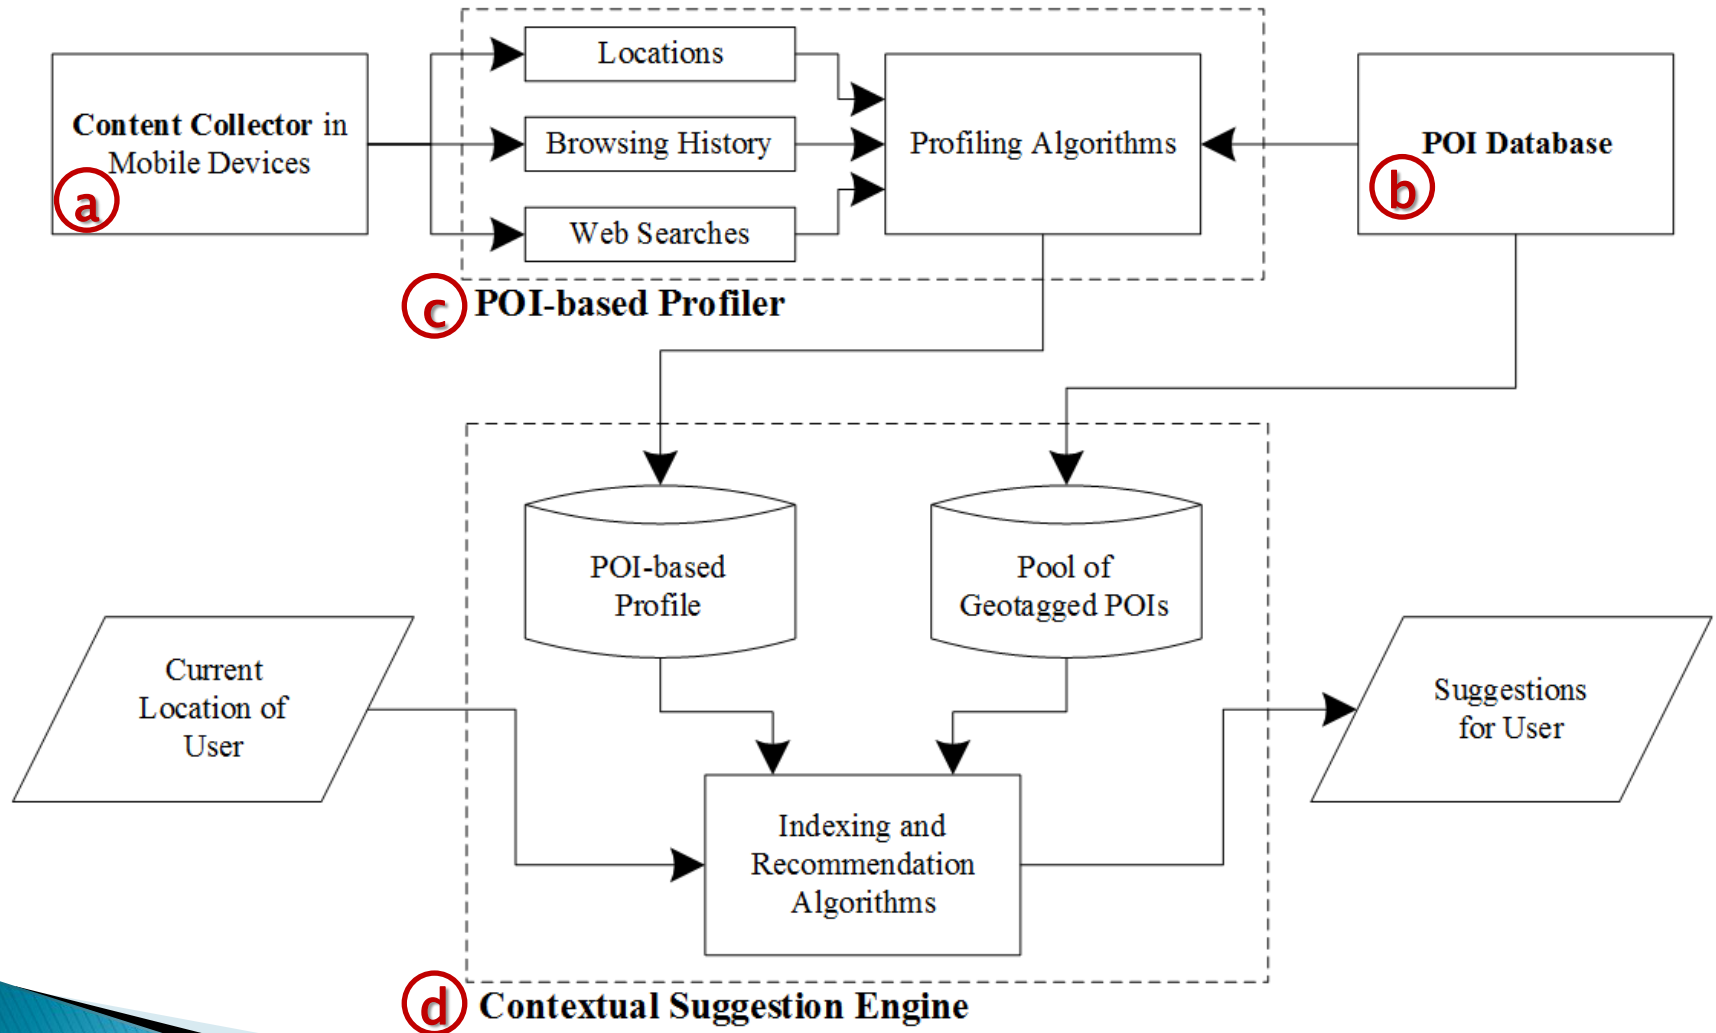 Content Collector in
Mobile Devices
a
Locations
Browsing History
Web Searches
Profiling Algorithms
POI Database
b
c POI-based Profiler
POI-based
Profile
Pool of
Geotagged POIs
Current
Location of
User
Suggestions
for User
Indexing and
Recommendation
Algorithms
d Contextual Suggestion Engine